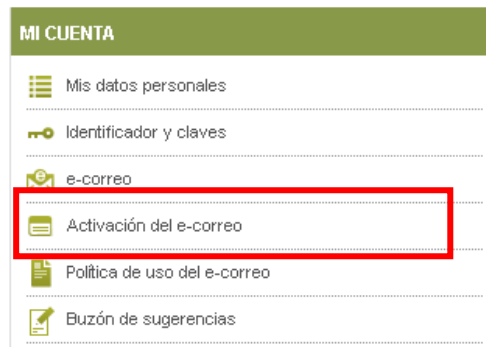 MI CUENTA
Mis datos personales
Identificador y claves
e-correo
Activación del e-correo
Política de uso del e-correo
Buzón de sugerencias